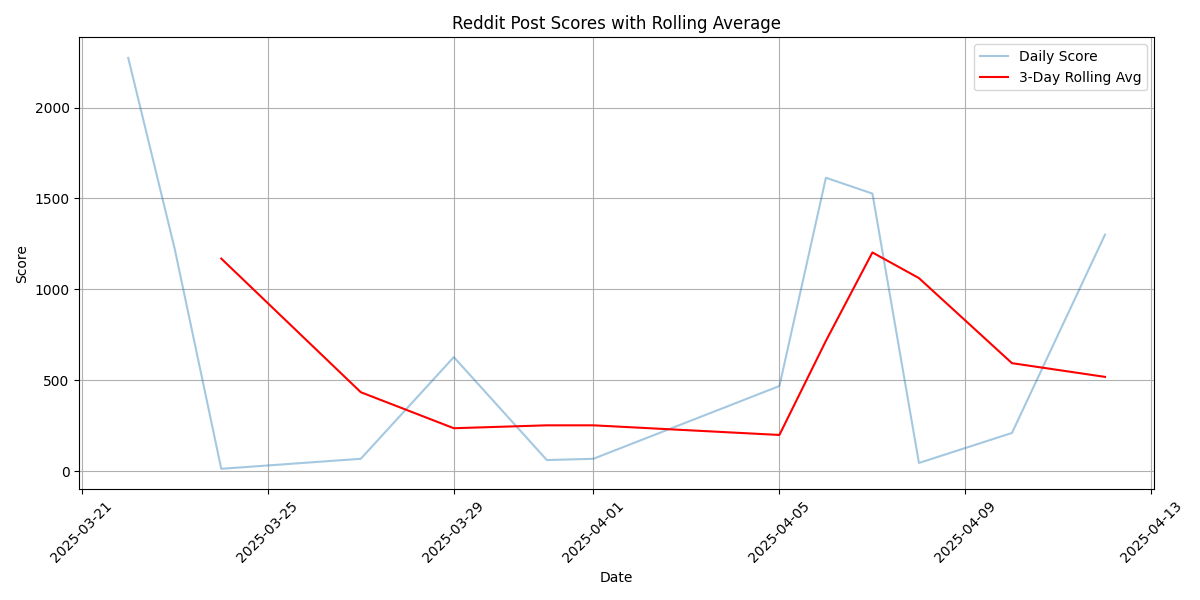 Reddit Post Scores with Rolling Average
Daily Score
3-Day Rolling Avg
2000
1500
1000
500
0
Score
2025-03-21
2025-03-25
2025-03-29
2025-04-01
2025-04-05
2025-04-09
2025-04-13
Date